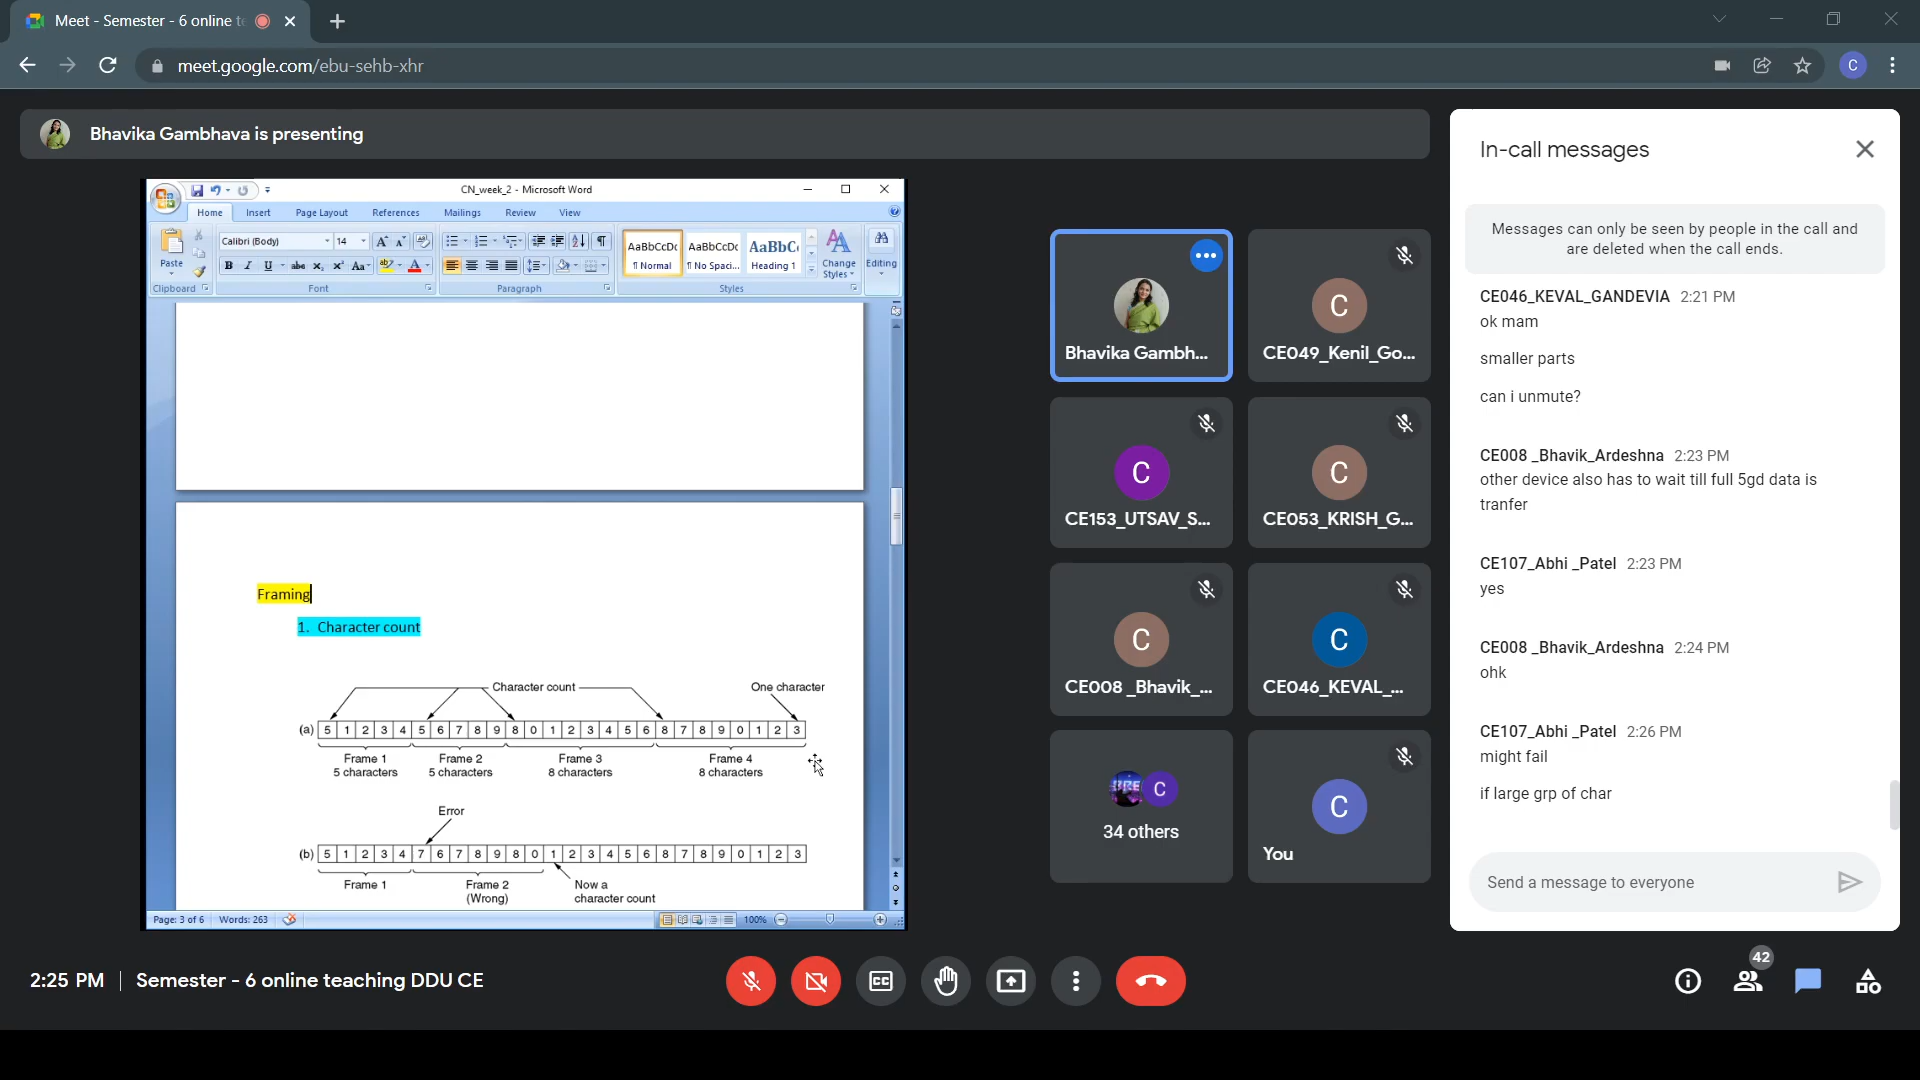 Meet - Semester - 6 online te
meet.google.com/ebu-sehb-xhr
C
Bhavika Gambhava is presenting
CN_week_2 - Microsoft Word
Home Insert Page Layout References Mailings Review View
Calibri (Body) 14
Paste
B I U abc x₂ x² Aa
AaBbCcDc AaBbCcDc AaBbCc
¶ Normal ¶ No Spaci... Heading 1
Change Styles
Editing
Clipboard Font Paragraph Styles
Framing
1. Character count
Character count One character
(a) 5 1 2 3 4 5 6 7 8 9 8 0 1 2 3 4 5 6 8 7 8 9 0 1 2 3
Frame 1 Frame 2 Frame 3 Frame 4
5 characters 5 characters 8 characters 8 characters
Error
(b) 5 1 2 3 4 7 6 7 8 9 8 0 1 2 3 4 5 6 8 7 8 9 0 1 2 3
Frame 1 Frame 2 Now a
(Wrong) character count
Page: 3 of 6 Words: 263 100%
Bhavika Gambh...
C
CE049_Kenil_Go...
C
CE153_UTSAV_S...
C
CE053_KRISH_G...
C
CE008 _Bhavik_...
C
CE046_KEVAL_...
C
34 others
C
You
In-call messages
Messages can only be seen by people in the call and
are deleted when the call ends.
CE046_KEVAL_GANDEVIA 2:21 PM
ok mam
smaller parts
can i unmute?
CE008 _Bhavik_Ardeshna 2:23 PM
other device also has to wait till full 5gd data is
tranfer
CE107_Abhi _Patel 2:23 PM
yes
CE008 _Bhavik_Ardeshna 2:24 PM
ohk
CE107_Abhi _Patel 2:26 PM
might fail
if large grp of char
Send a message to everyone
2:25 PM | Semester - 6 online teaching DDU CE
CC
42